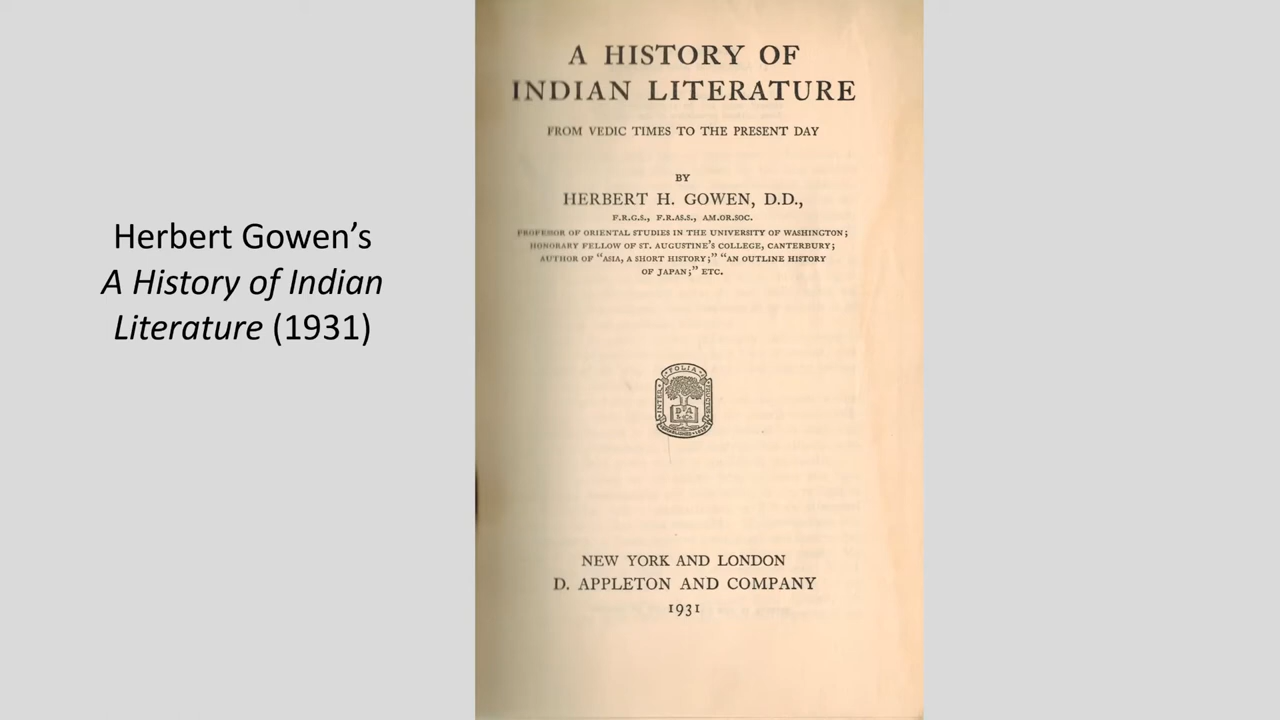 Herbert Gowen’s
A History of Indian
Literature (1931)
A HISTORY OF
INDIAN LITERATURE
FROM VEDIC TIMES TO THE PRESENT DAY
BY
HERBERT H. GOWEN, D.D.,
F.R.G.S., F.R.AS.S., AM.OR.SOC.
PROFESSOR OF ORIENTAL STUDIES IN THE UNIVERSITY OF WASHINGTON;
HONORARY FELLOW OF ST. AUGUSTINE'S COLLEGE, CANTERBURY;
AUTHOR OF "ASIA, A SHORT HISTORY;" "AN OUTLINE HISTORY
OF JAPAN;" ETC.
FOLIA
INTER FRUCTUS
D A
NEW YORK AND LONDON
D. APPLETON AND COMPANY
1931